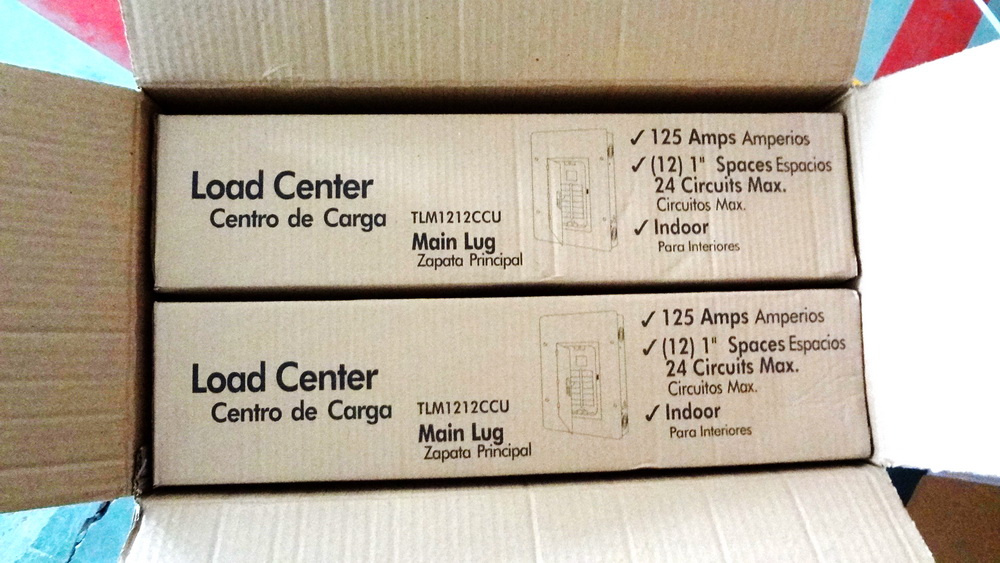 Load Center
Centro de Carga
TLM1212CCU
Main Lug
Zapata Principal
✓ 125 Amps Amperios
✓ (12) 1" Spaces Espacios
24 Circuits Max.
Circuitos Max.
✓ Indoor
Para Interiores
Load Center
Centro de Carga
TLM1212CCU
Main Lug
Zapata Principal
✓ 125 Amps Amperios
✓ (12) 1" Spaces Espacios
24 Circuits Max.
Circuitos Max.
✓ Indoor
Para Interiores